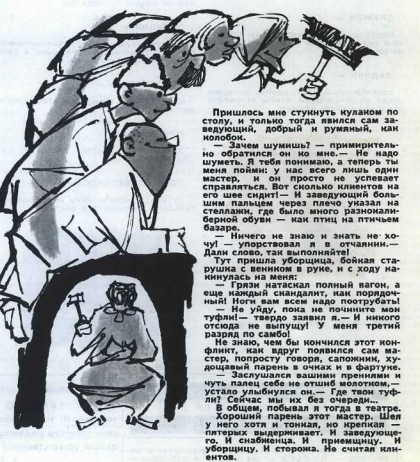 Пришлось мне стукнуть кулаком по
столу, и только тогда явился сам за-
ведующий, добрый и румяный, как
колобок.
— Зачем шумишь? — примиритель-
но обратился он ко мне.— Не надо
шуметь. Я тебя понимаю, а теперь ты
меня пойми: у нас всего лишь один
мастер, и он просто не успевает
справляться. Вот сколько клиентов на
его шее сидит!— И заведующий боль-
шим пальцем через плечо указал на
стеллажи, где было много разнокали-
берной обуви — как птиц на птичьем
базаре.
— Ничего не знаю и знать не хо-
чу! — упорствовал я в отчаянии.—
Дали слово, так выполняйте!
Тут пришла уборщица, бойкая ста-
рушка с веником в руке, и с ходу на-
кинулась на меня:
— Грязи натаскал полный вагон, а
еще каждый скандалит, как порядоч-
ный! Ноги вам всем надо поотрубать!
— Не уйду, пока не почините мои
туфли!— твердо заявил я.— И никого
отсюда не выпущу! У меня третий
разряд по самбо!
Не знаю, чем бы кончился этот кон-
фликт, как вдруг появился сам ма-
стер, попросту говоря, сапожник, ху-
дощавый парень в очках и в фартуке.
— Заслушался вашими прениями и
чуть палец себе не отшиб молотком,—
устало улыбнулся он.— Где твои туф-
ли? Сейчас мы их без очереди...
В общем, побывал я тогда в театре.
Хороший парень этот мастер. Шея
у него хотя и тонкая, но крепкая —
пятерых выдерживает. И заведующе-
го. И снабженца. И приемщицу. И
уборщицу. И сторожа. Не считая кли-
ентов.